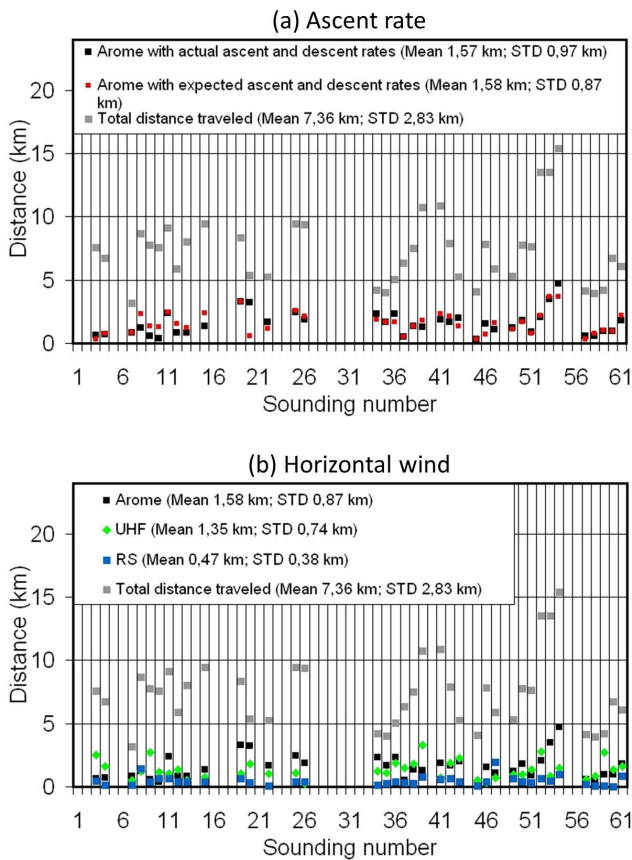 (a) Ascent rate
Arome with actual ascent and descent rates (Mean 1,57 km; STD 0,97 km)
Arome with expected ascent and descent rates (Mean 1,58 km; STD 0,87
km)
Total distance traveled (Mean 7,36 km; STD 2,83 km)
20
15
10
5
0
Distance (km)
1 6 11 16 21 26 31 36 41 46 51 56 61
Sounding number
(b) Horizontal wind
Arome (Mean 1,58 km; STD 0,87 km)
UHF (Mean 1,35 km; STD 0,74 km)
RS (Mean 0,47 km; STD 0,38 km)
Total distance traveled (Mean 7,36 km; STD 2,83 km)
20
15
10
5
0
Distance (km)
1 6 11 16 21 26 31 36 41 46 51 56 61
Sounding number